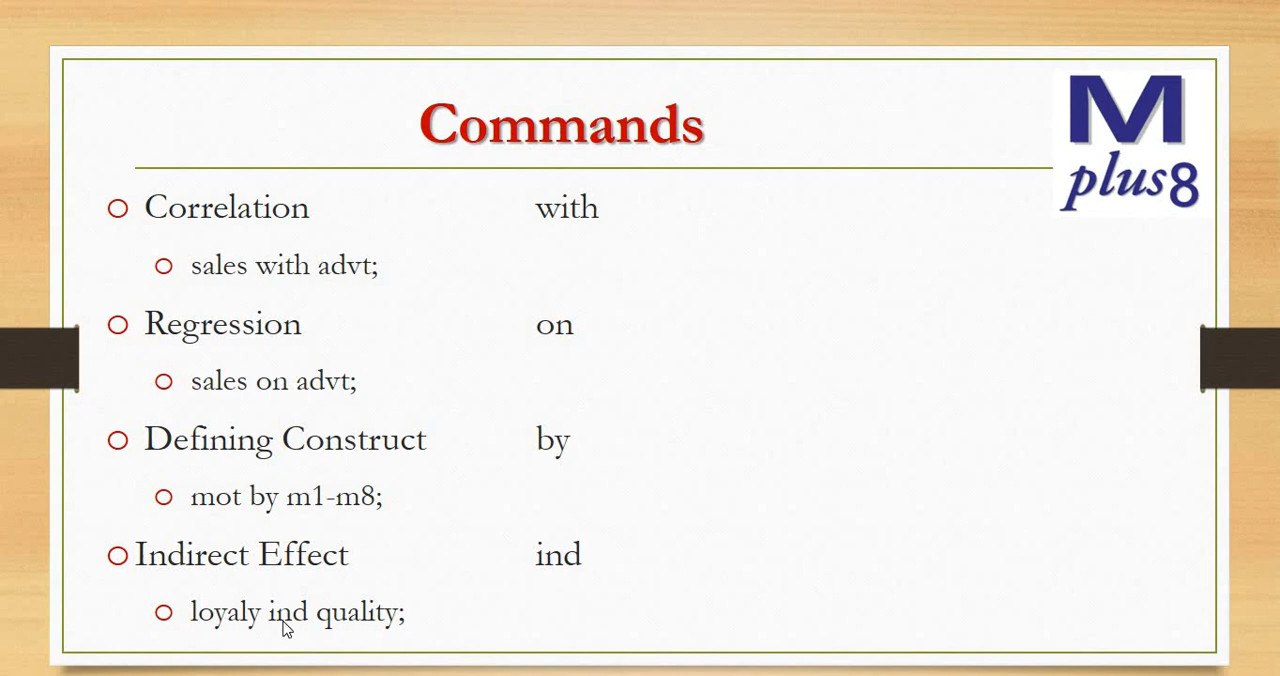 Commands
M
plus8
Correlation with
sales with advt;
Regression on
sales on advt;
Defining Construct by
mot by m1-m8;
Indirect Effect ind
loyaly ind quality;